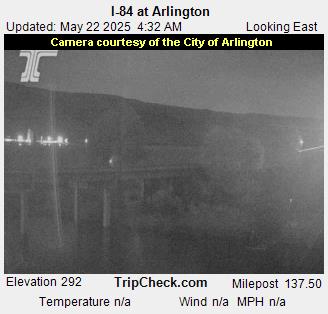 I-84 at Arlington
Updated: May 22 2025 4:32 AM Looking East
Camera courtesy of the City of Arlington
Elevation 292 TripCheck.com Milepost 137.50
Temperature n/a Wind n/a MPH n/a